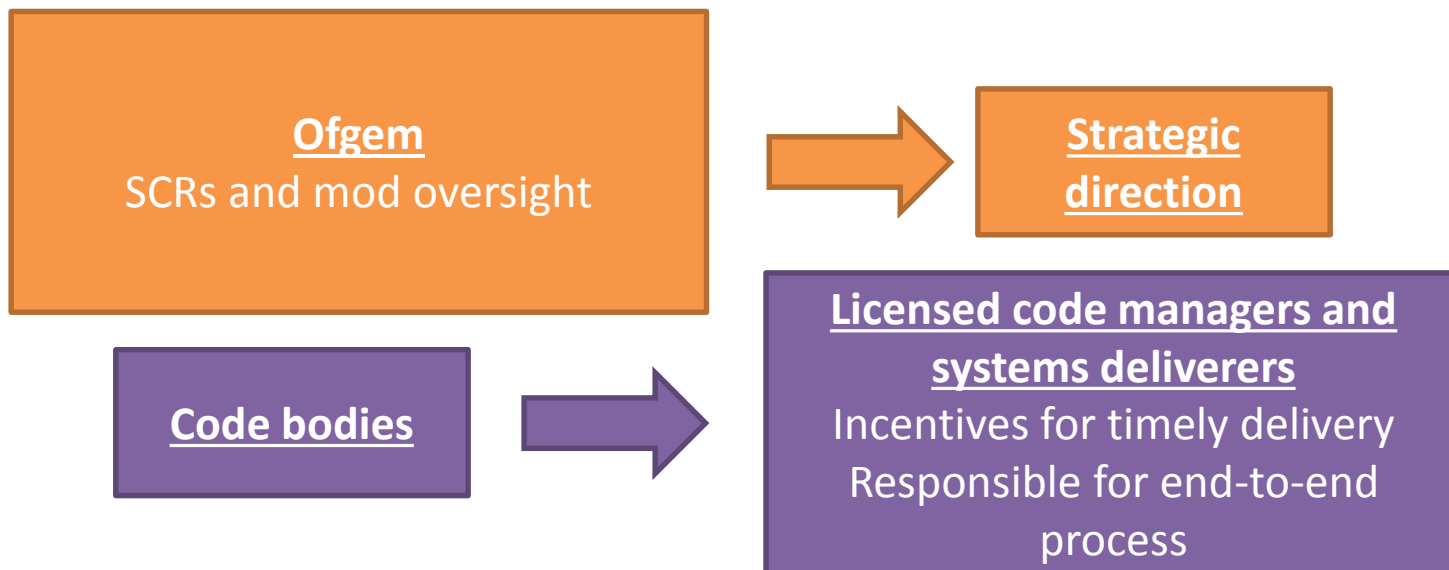 Ofgem
SCRs and mod oversight
Strategic
direction
Code bodies
Licensed code managers and
systems deliverers
Incentives for timely delivery
Responsible for end-to-end
process